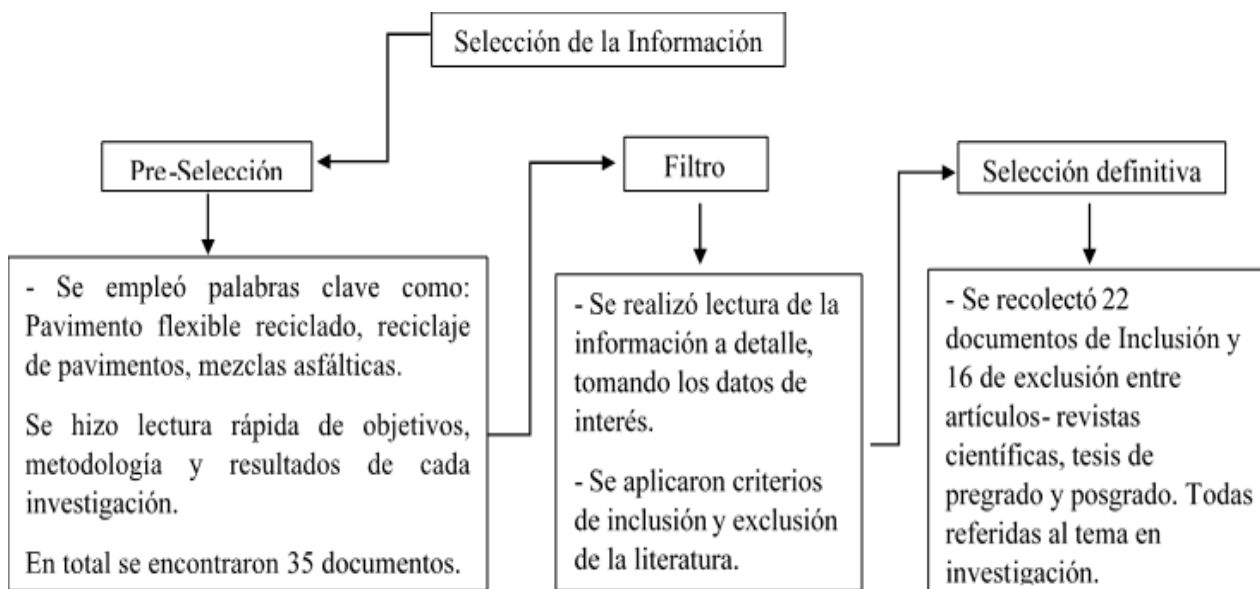 Selección de la Información
Pre-Selección
- Se empleó palabras clave como:
Pavimento flexible reciclado, reciclaje
de pavimentos, mezclas asfálticas.
Se hizo lectura rápida de objetivos,
metodología y resultados de cada
investigación.
En total se encontraron 35 documentos.
Filtro
- Se realizó lectura de la
información a detalle,
tomando los datos de
interés.
- Se aplicaron criterios
de inclusión y exclusión
de la literatura.
Selección definitiva
- Se recolectó 22
documentos de Inclusión y
16 de exclusión entre
artículos- revistas
científicas, tesis de
pregrado y posgrado. Todas
referidas al tema en
investigación.